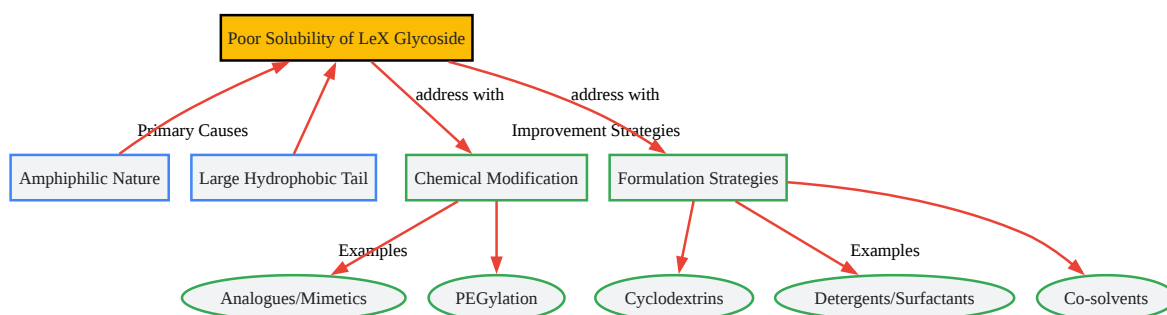 Poor Solubility of LeX Glycoside
address with
address with
Primary Causes
Improvement Strategies
Amphiphilic Nature
Large Hydrophobic Tail
Chemical Modification
Formulation Strategies
Examples
Examples
Analogues/Mimetics
PEGylation
Cyclodextrins
Detergents/Surfactants
Co-solvents